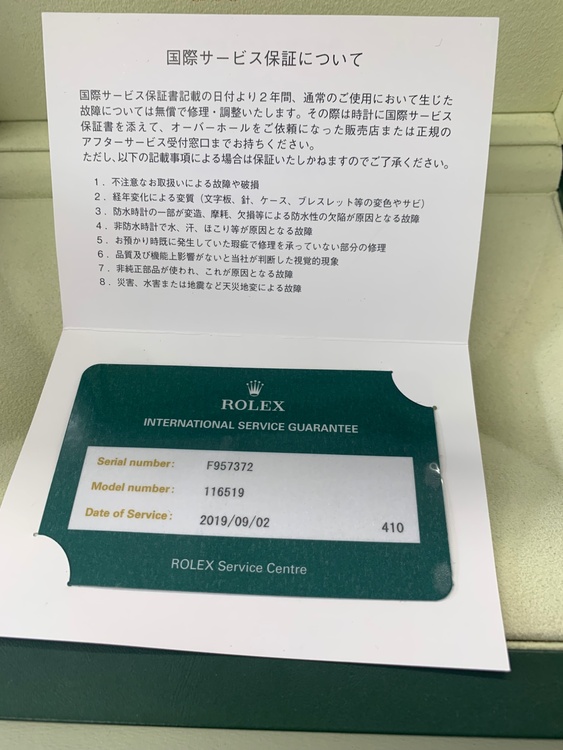 国際サービス保証について
国際サービス保証書記載の日付より２年間、通常のご使用において生じた
故障については無償で修理・調整いたします。その際は時計に国際サービス
保証書を添えて、オーバーホールをご依頼になった販売店または正規の
アフターサービス受付窓口までお持ちください。
ただし、以下の記載事項による場合は保証いたしかねますのでご了承ください。
１．不注意なお取扱いによる故障や破損
２．経年変化による変質（文字板、針、ケース、ブレスレット等の変色やサビ）
３．防水時計の一部が変造、摩耗、欠損等による防水性の欠陥が原因となる故障
４．非防水時計で水、汗、ほこり等が原因となる故障
５．お預かり時既に発生していた瑕疵で修理を承っていない部分の修理
６．品質及び機能上影響がないと当社が判断した視覚的現象
７．非純正部品が使われ、これが原因となる故障
８．災害、水害または地震など天災地変による故障
ROLEX
INTERNATIONAL SERVICE GUARANTEE
Serial number: F957372
Model number: 116519
Date of Service: 2019/09/02 410
ROLEX Service Centre